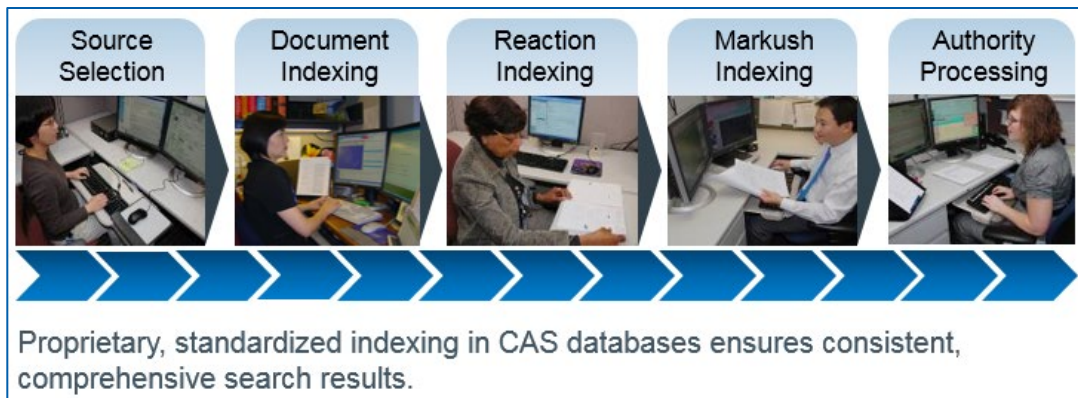 Source
Selection
Document
Indexing
Reaction
Indexing
Markush
Indexing
Authority
Processing
Proprietary, standardized indexing in CAS databases ensures consistent,
comprehensive search results.